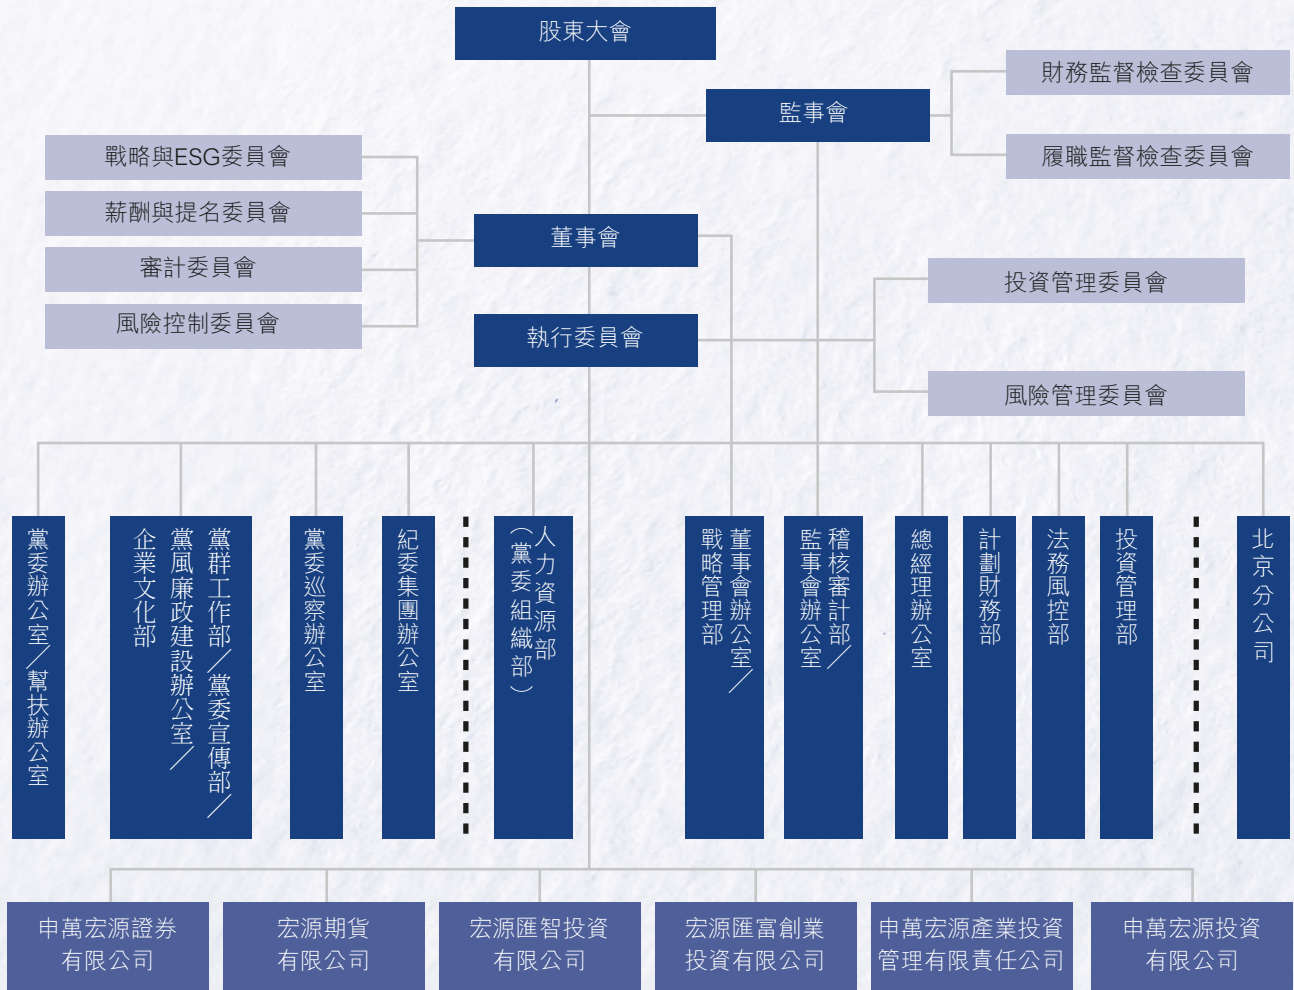 股東大會
監事會
財務監督檢查委員會
履職監督檢查委員會
戰略與ESG委員會
薪酬與提名委員會
審計委員會
風險控制委員會
董事會
執行委員會
投資管理委員會
風險管理委員會
黨委辦公室／幫扶辦公室
黨群工作部／黨委宣傳部／
黨風廉政建設辦公室／
企業文化部
黨委巡察辦公室
紀委集團辦公室
人力資源部
（黨委組織部）
董事會辦公室／
戰略管理部
稽核審計部／
監事會辦公室
總經理辦公室
計劃財務部
法務風控部
投資管理部
北京分公司
申萬宏源證券
有限公司
宏源期貨
有限公司
宏源匯智投資
有限公司
宏源匯富創業
投資有限公司
申萬宏源產業投資
管理有限責任公司
申萬宏源投資
有限公司